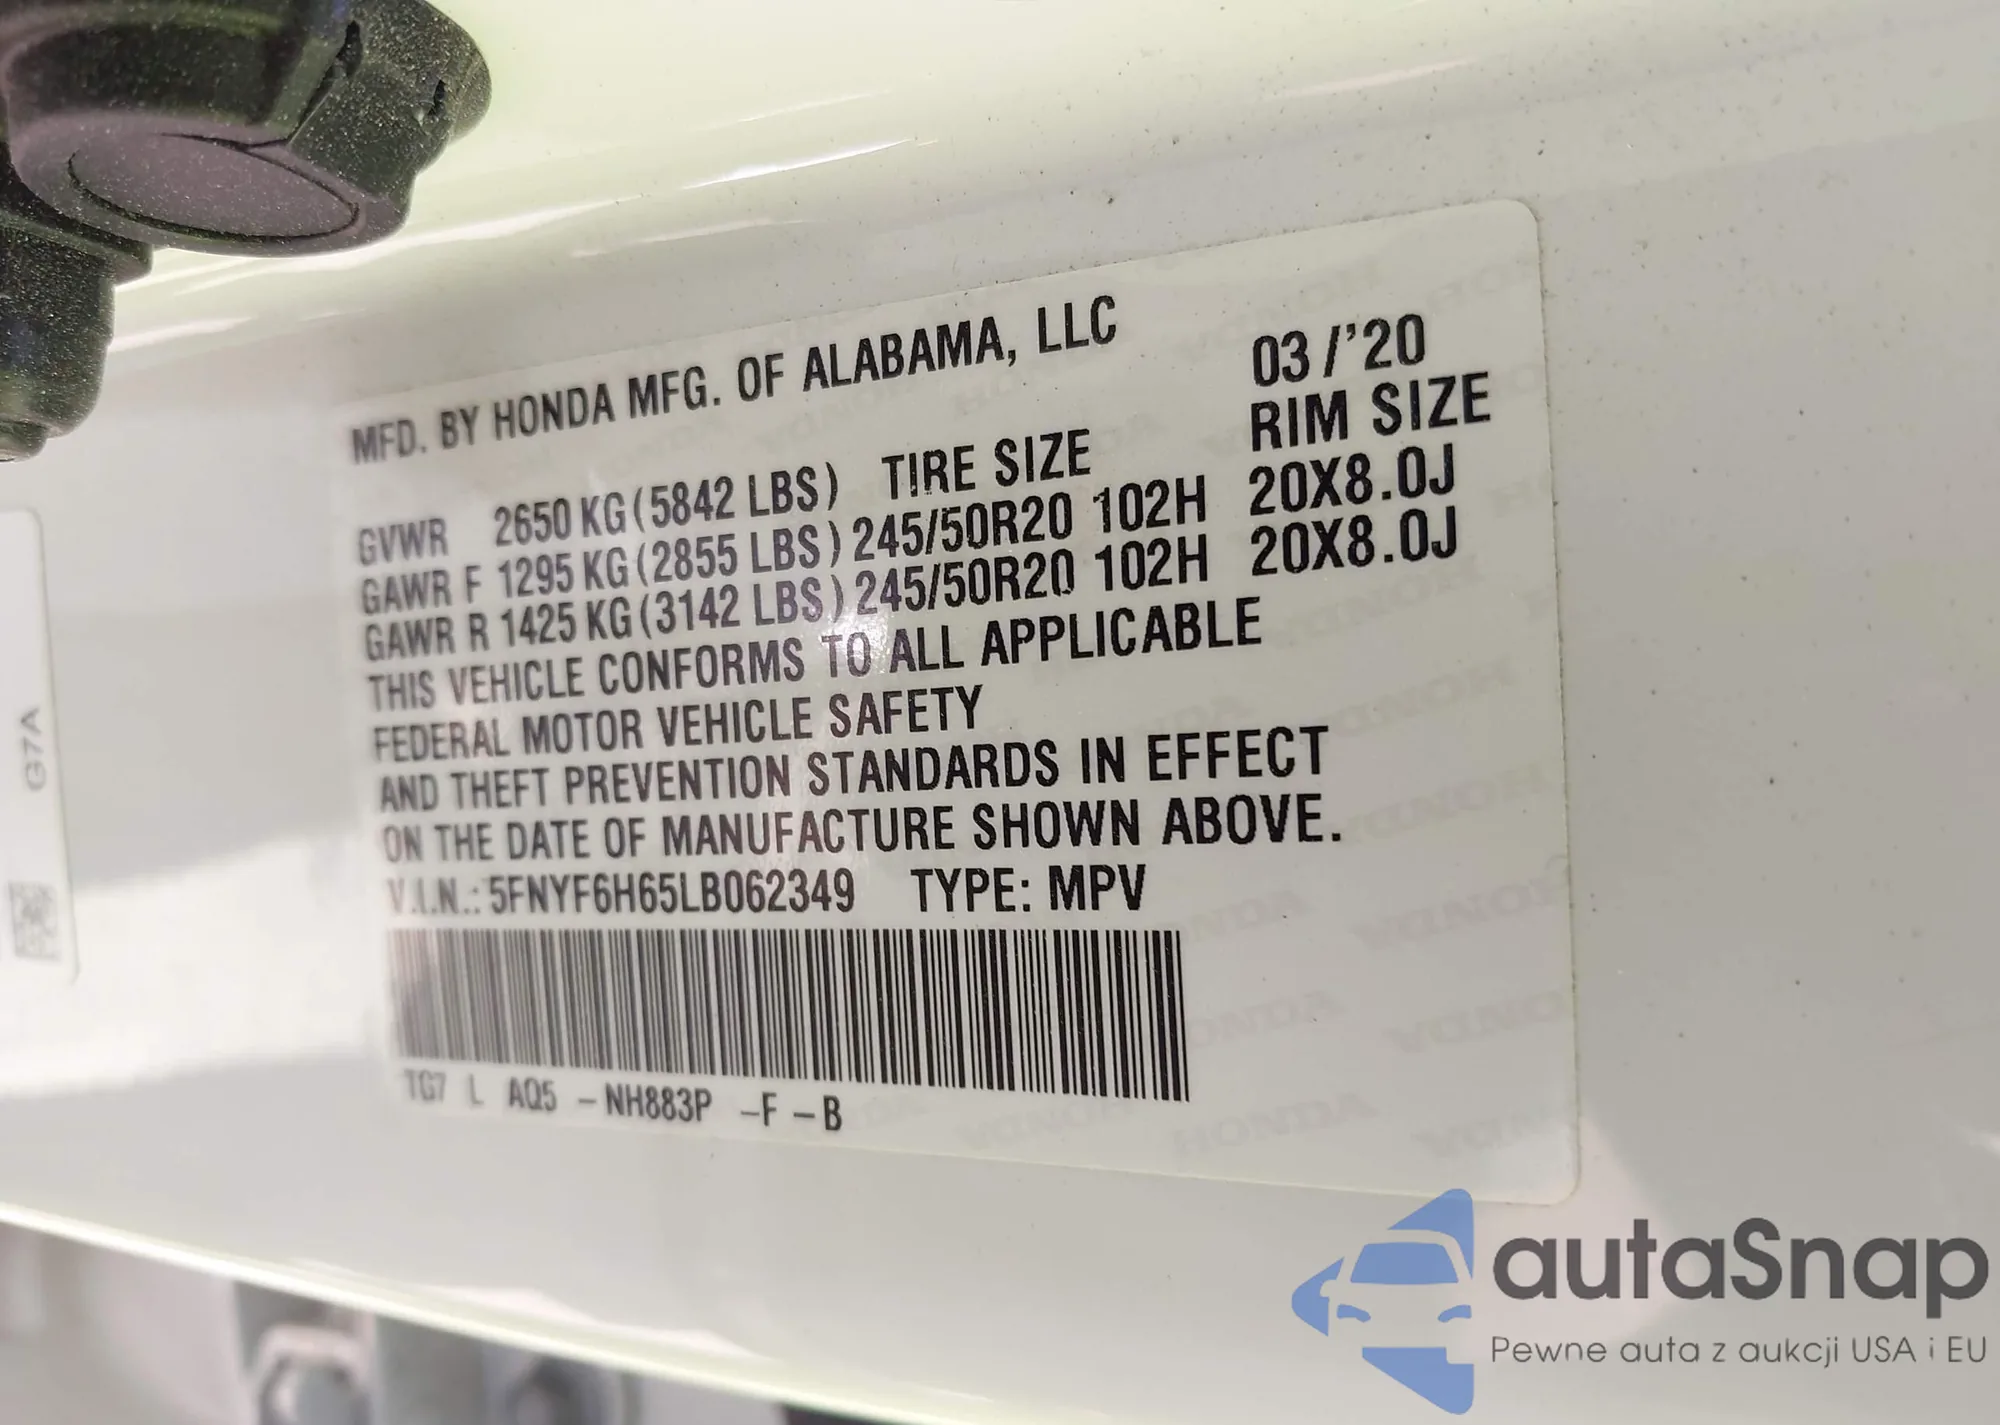 MFD. BY HONDA MFG. OF ALABAMA, LLC 03/'20
TIRE SIZE RIM SIZE
GVWR 2650 KG (5842 LBS)
GAWR F 1295 KG (2855 LBS) 245/50R20 102H 20X8.0J
GAWR R 1425 KG (3142 LBS) 245/50R20 102H 20X8.0J
THIS VEHICLE CONFORMS TO ALL APPLICABLE
FEDERAL MOTOR VEHICLE SAFETY
AND THEFT PREVENTION STANDARDS IN EFFECT
ON THE DATE OF MANUFACTURE SHOWN ABOVE.
V.I.N.: 5FNYF6H65LB062349 TYPE: MPV
TG7 L AQ5 - NH883P - F - B
G7A
autaSnap
Pewne auta z aukcji USA i EU